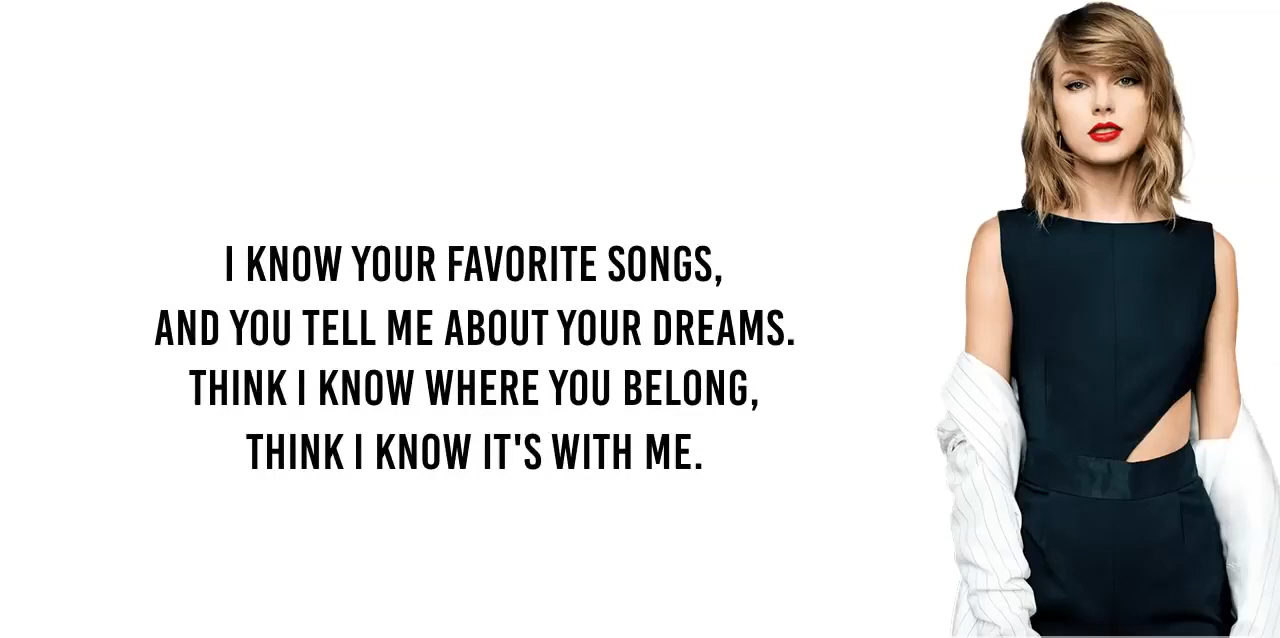 I KNOW YOUR FAVORITE SONGS,
AND YOU TELL ME ABOUT YOUR DREAMS.
THINK I KNOW WHERE YOU BELONG,
THINK I KNOW IT'S WITH ME.